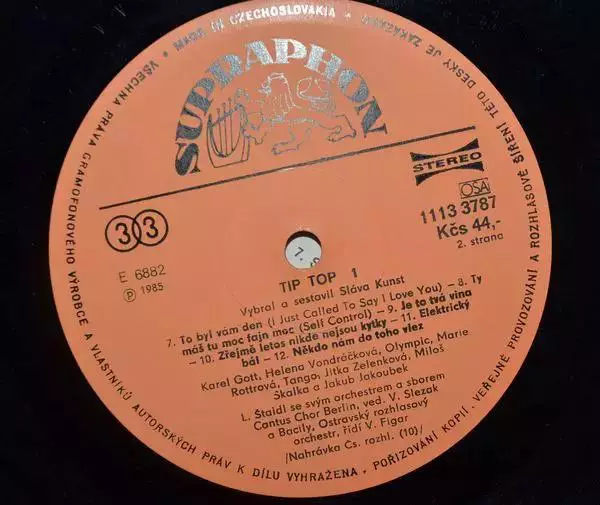 • MADE IN CZECHOSLOVAKIA •
VŠECHNA PRÁVA GRAMOFONOVÉHO VÝROBCE A VLASTNÍKŮ AUTORSKÝCH PRÁV K DÍLU VYHRAŽENA. • POŘIZOVÁNÍ KOPIÍ. VEŘEJNÉ PROVOZOVÁNÍ A ROZHLASOVÉ ŠÍŘENÍ TÉTO DESKY JE ZAKÁZÁNO
SUPRAPHON
STEREO
OSA
1113 3787
Kčs 44,-
2. strana
33
E 6882
Ⓟ 1985
TIP TOP 1
Vybral a sestavil Sláva Kunst
7. To byl vám den (I Just Called To Say I Love You) – 8. Ty
máš tu moc fajn moc (Self Control) – 9. Je to tvá vina
– 10. Zřejmě letos nikde nejsou kytky – 11. Elektrický
bál – 12. Někdo nám do toho vlez
Karel Gott, Helena Vondráčková, Olympic, Marie
Rottrová, Tango, Jitka Zelenková, Miloš
Skalka a Jakub Jakoubek
L. Štaidl se svým orchestrem a sborem
Cantus Chor Berlin, ved. V. Slezak
a Bacily, Ostravský rozhlasový
orchestr, řídí V. Figar
/Nahrávka Čs. rozhl. (10)/